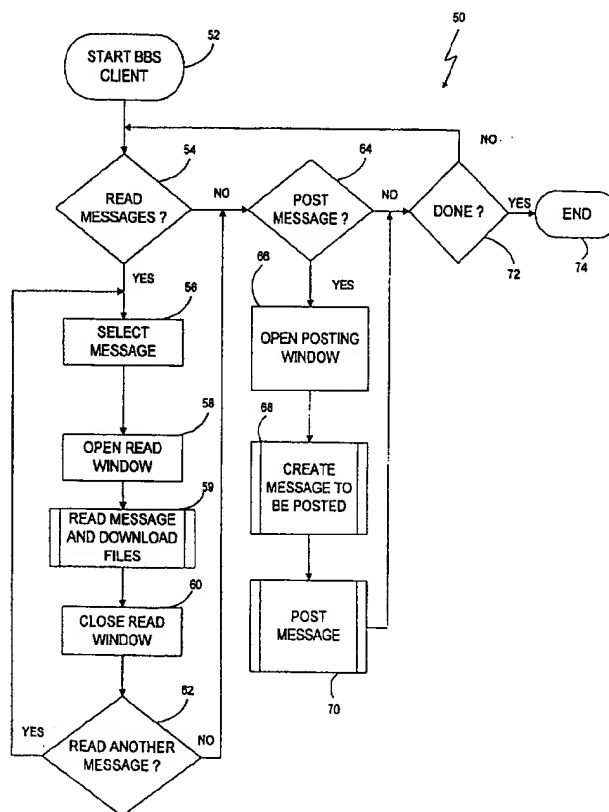 50
52
START BBS
CLIENT
NO
54
64
READ
MESSAGES ?
NO
POST
MESSAGE ?
NO
DONE ?
YES
END
72
74
YES
YES
56
66
SELECT
MESSAGE
OPEN POSTING
WINDOW
58
68
OPEN READ
WINDOW
CREATE
MESSAGE TO
BE POSTED
59
READ MESSAGE
AND DOWNLOAD
FILES
60
CLOSE READ
WINDOW
POST
MESSAGE
70
62
YES
NO
READ ANOTHER
MESSAGE ?